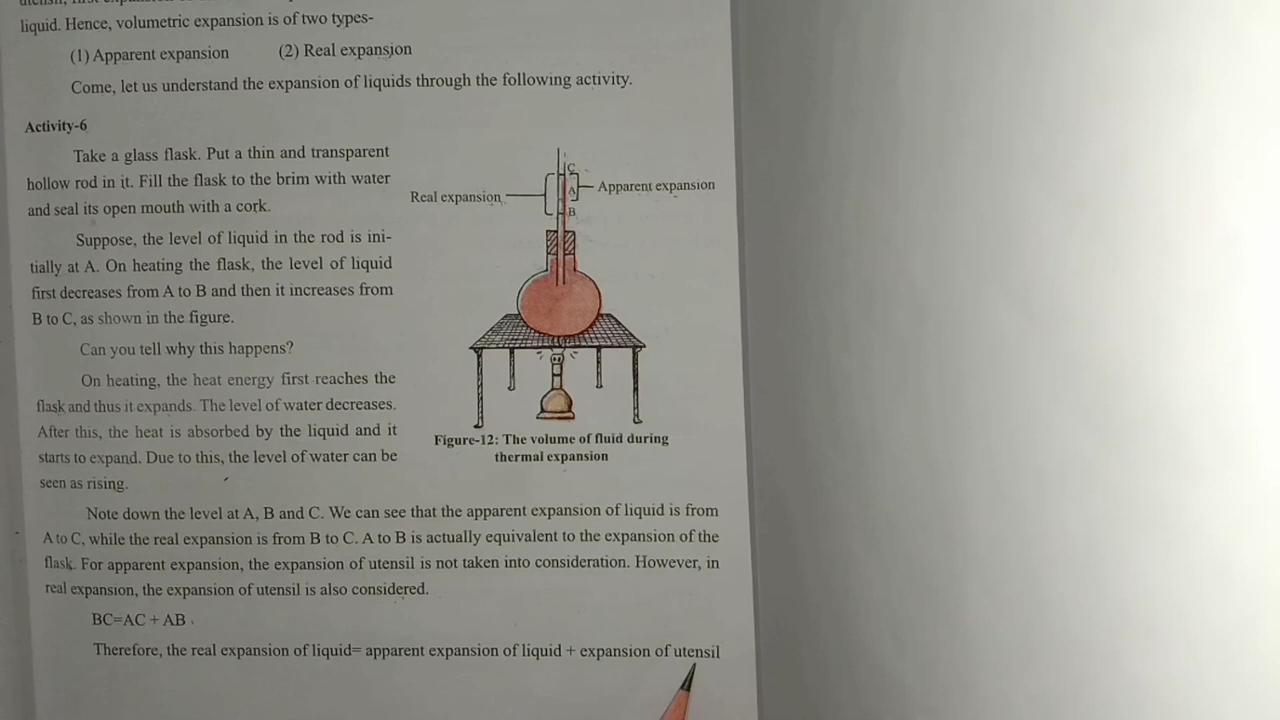 liquid. Hence, volumetric expansion is of two types-
(1) Apparent expansion (2) Real expansion
Come, let us understand the expansion of liquids through the following activity.
Activity-6
Take a glass flask. Put a thin and transparent
hollow rod in it. Fill the flask to the brim with water
and seal its open mouth with a cork.
Suppose, the level of liquid in the rod is ini-
tially at A. On heating the flask, the level of liquid
first decreases from A to B and then it increases from
B to C, as shown in the figure.
Can you tell why this happens?
On heating, the heat energy first reaches the
flask and thus it expands. The level of water decreases.
After this, the heat is absorbed by the liquid and it
starts to expand. Due to this, the level of water can be
seen as rising.
C
Real expansion
A
Apparent expansion
B
Figure-12: The volume of fluid during
thermal expansion
Note down the level at A, B and C. We can see that the apparent expansion of liquid is from
A to C, while the real expansion is from B to C. A to B is actually equivalent to the expansion of the
flask. For apparent expansion, the expansion of utensil is not taken into consideration. However, in
real expansion, the expansion of utensil is also considered.
BC=AC + AB
Therefore, the real expansion of liquid= apparent expansion of liquid + expansion of utensil